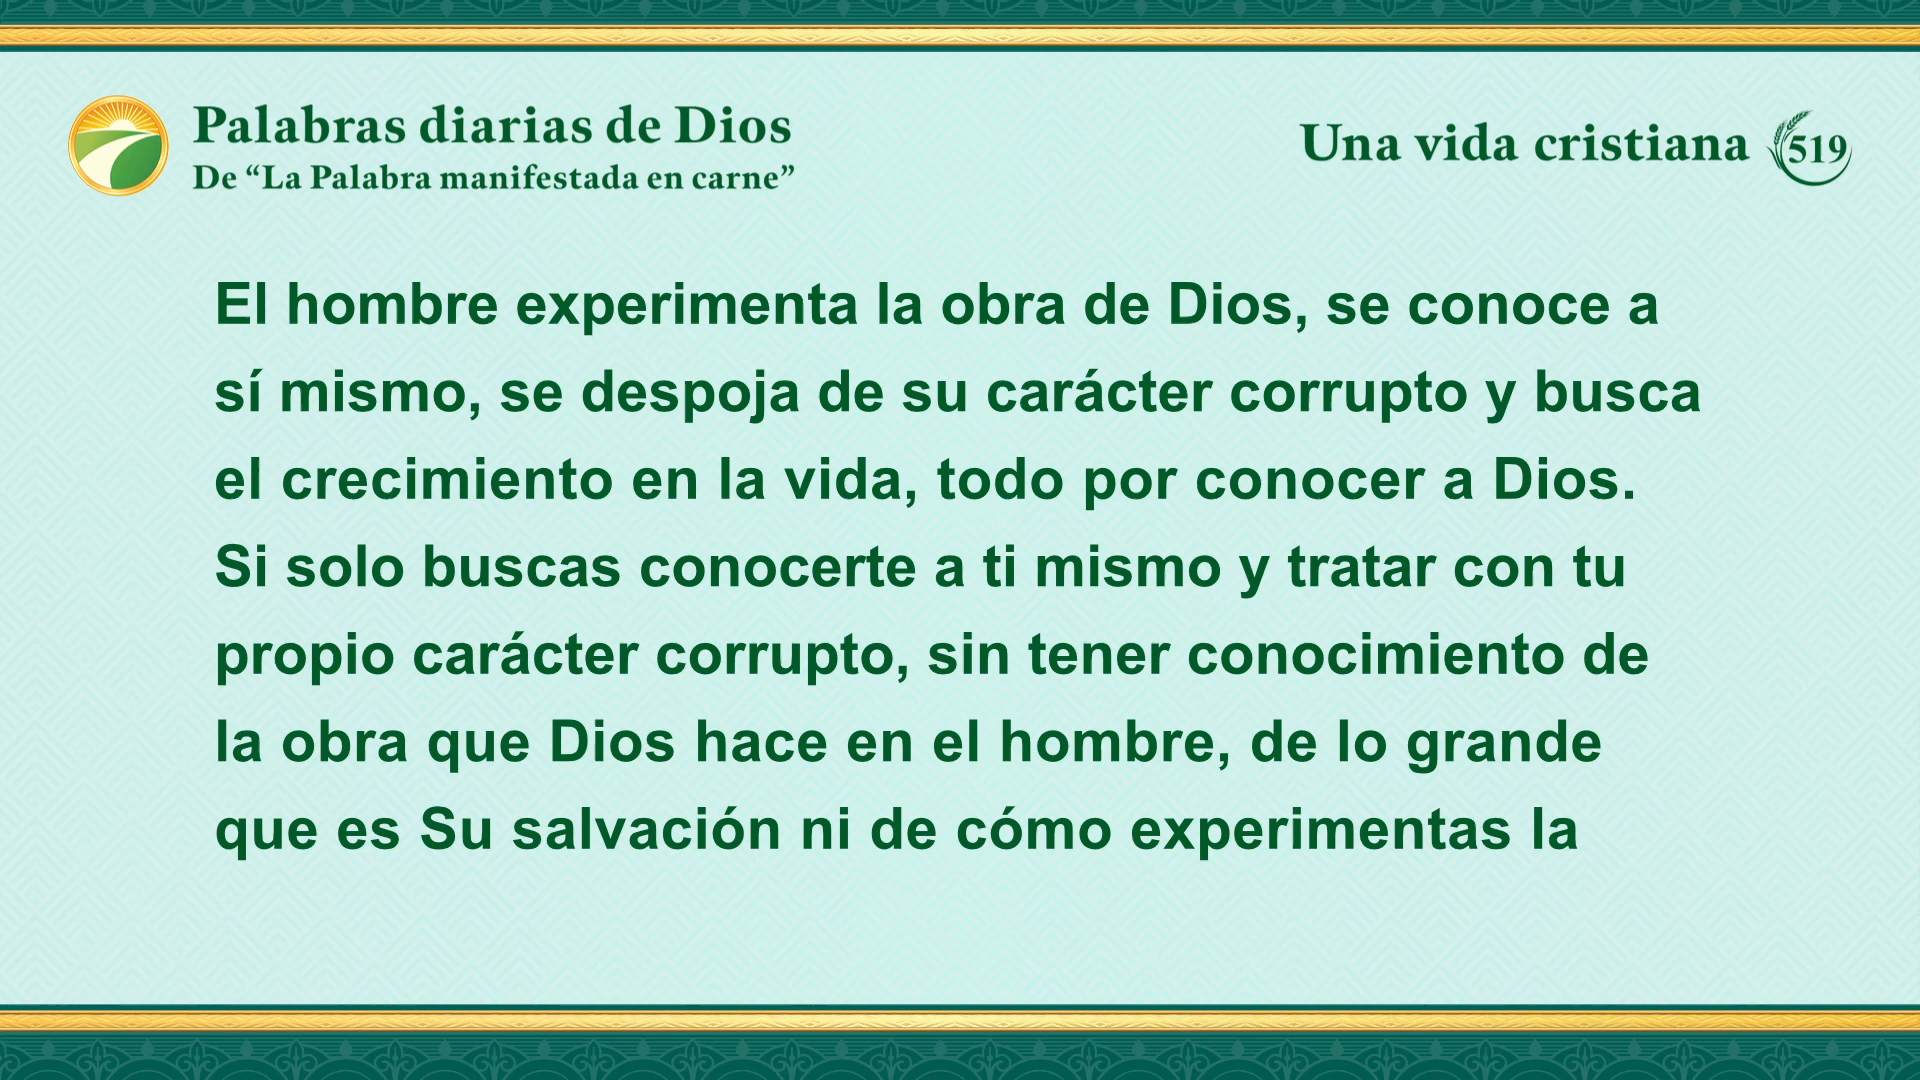 Palabras diarias de Dios
De “La Palabra manifestada en carne”
Una vida cristiana 519
El hombre experimenta la obra de Dios, se conoce a
sí mismo, se despoja de su carácter corrupto y busca
el crecimiento en la vida, todo por conocer a Dios.
Si solo buscas conocerte a ti mismo y tratar con tu
propio carácter corrupto, sin tener conocimiento de
la obra que Dios hace en el hombre, de lo grande
que es Su salvación ni de cómo experimentas la